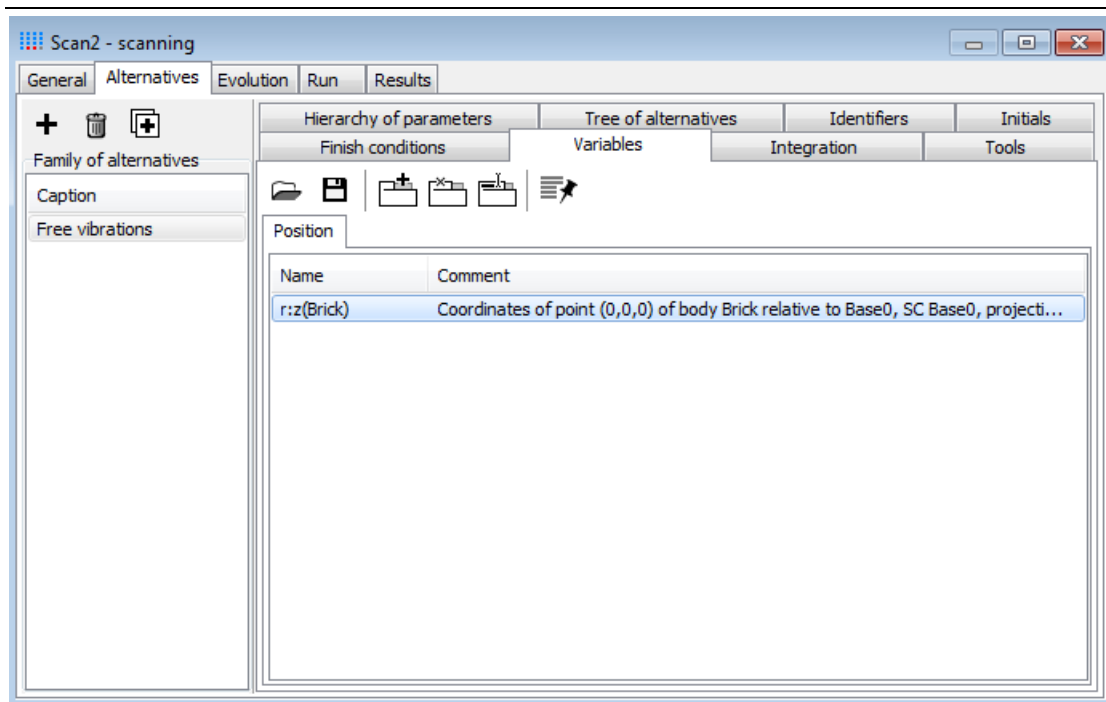 Scan2 - scanning
General Alternatives Evolution Run Results
Hierarchy of parameters Tree of alternatives Identifiers Initials
Finish conditions Variables Integration Tools
Family of alternatives
Caption
Free vibrations
Position
Name Comment
r:z(Brick) Coordinates of point (0,0,0) of body Brick relative to Base0, SC Base0, projecti...